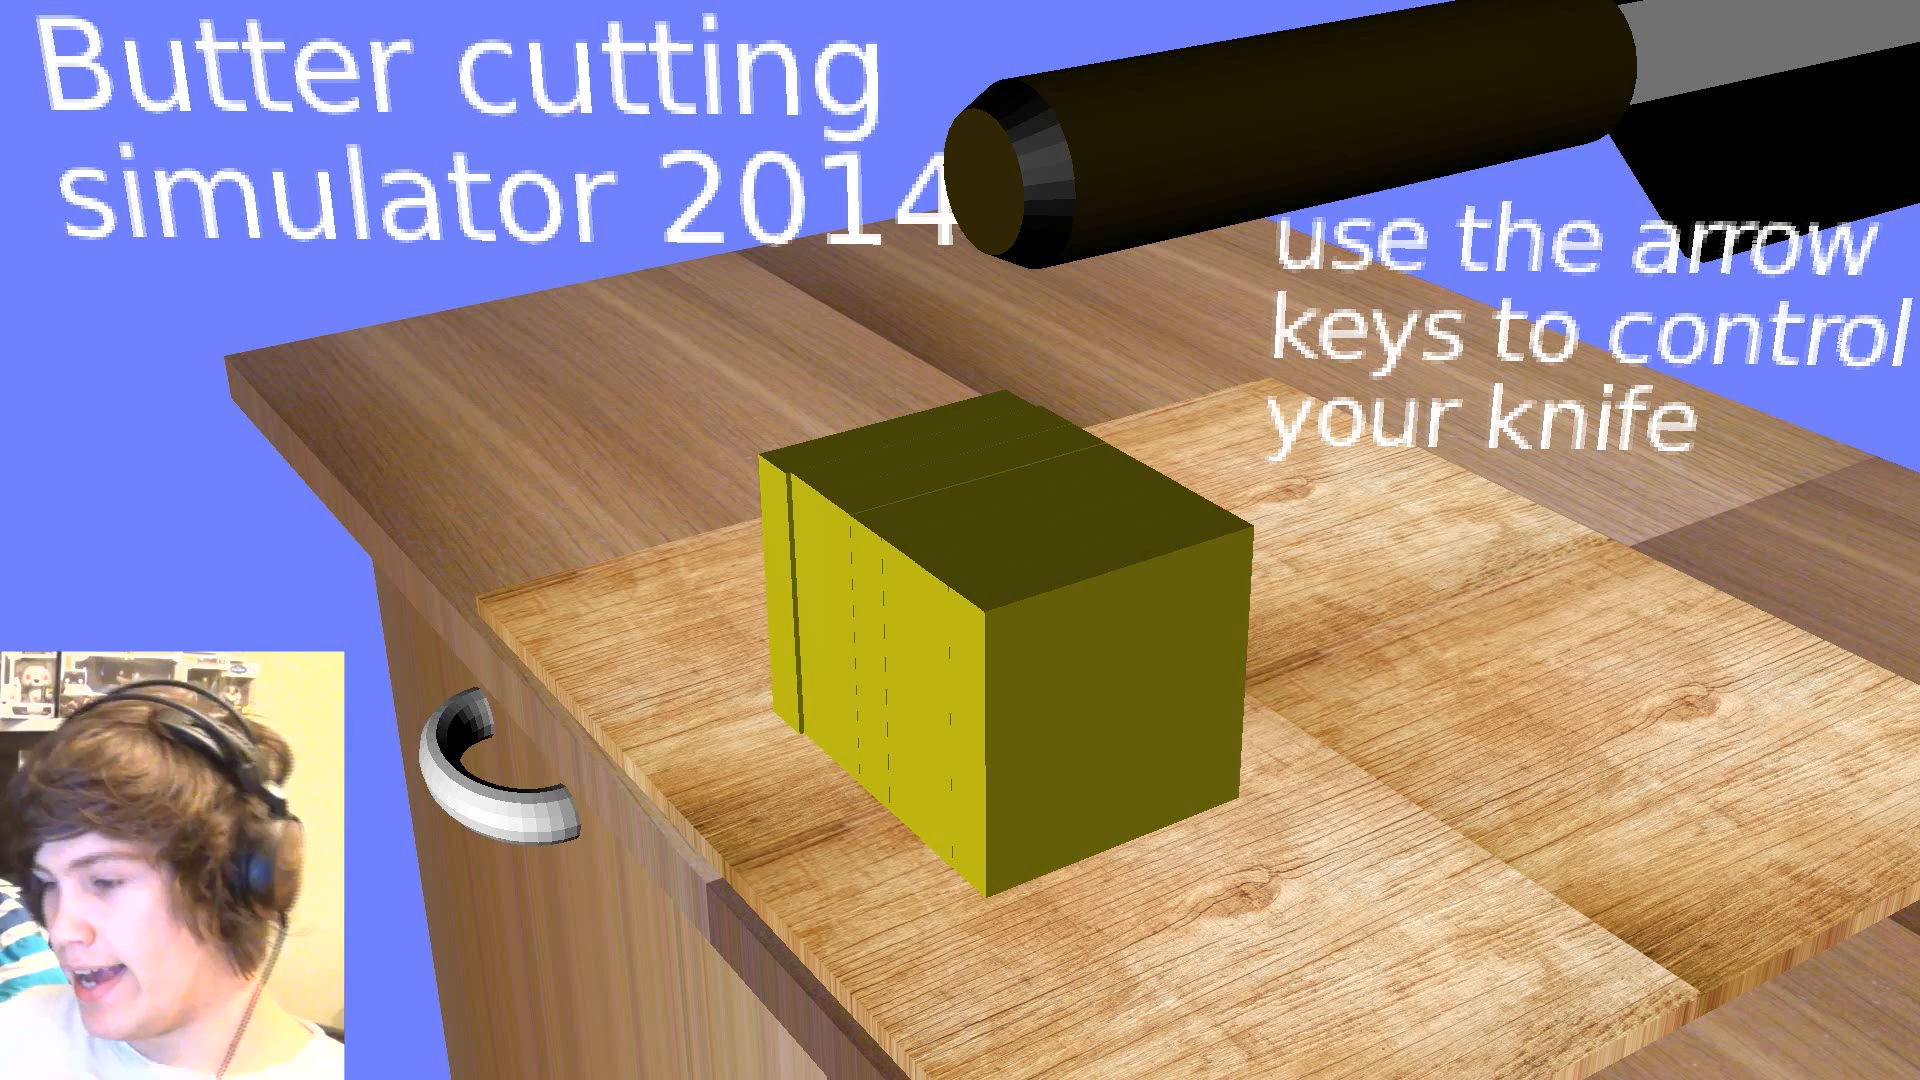 Butter cutting
simulator 2014
use the arrow
keys to control
your knife